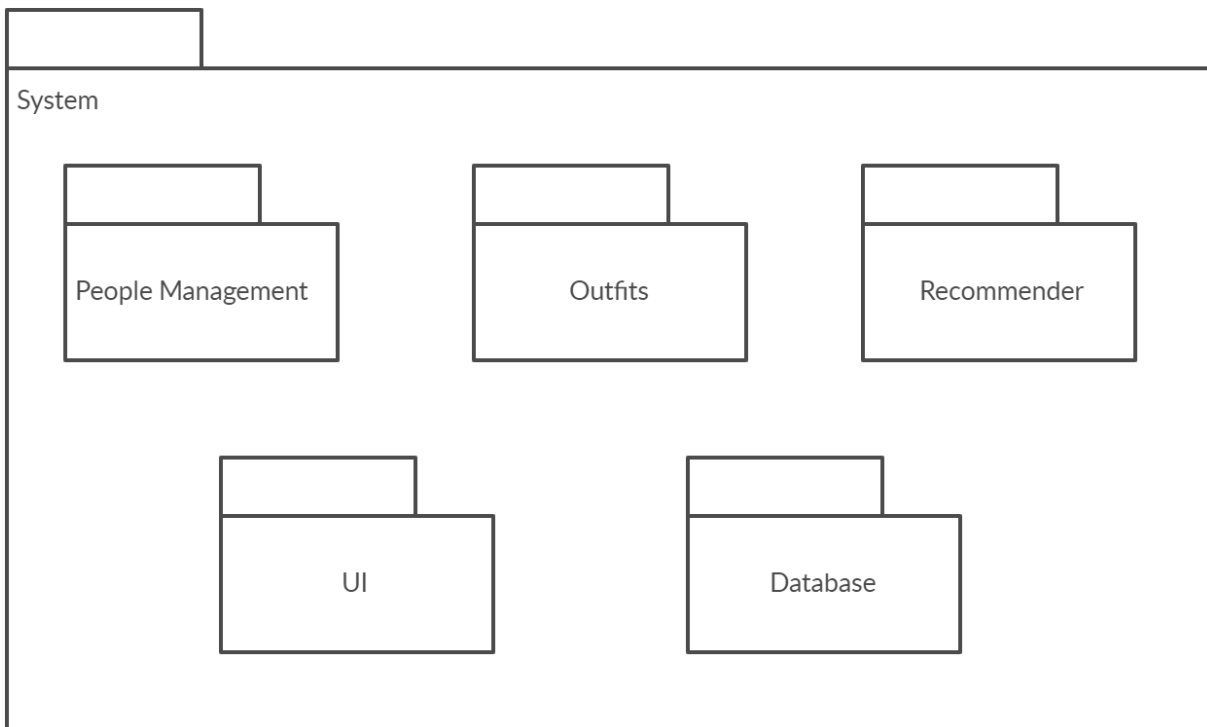 System
People Management
Outfits
Recommender
UI
Database